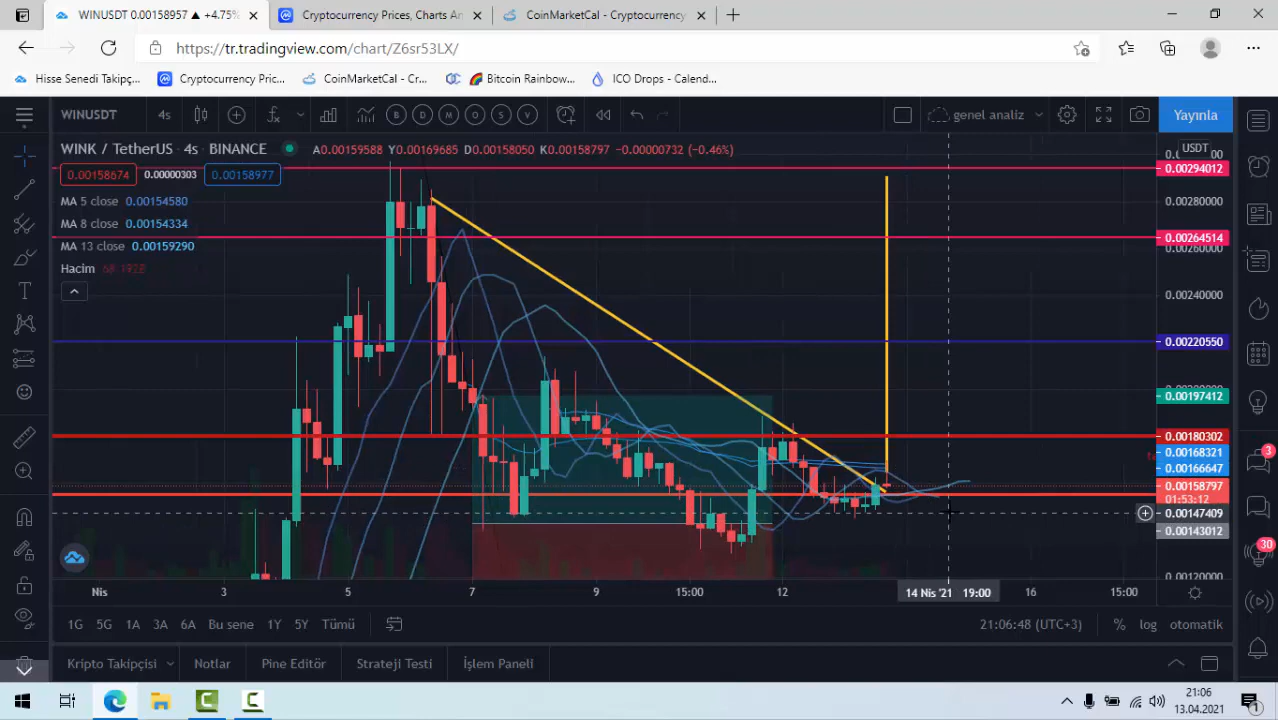 WINUSDT 0.00158957 ▲ +4.75%
Cryptocurrency Prices, Charts An
CoinMarketCal - Cryptocurrency
https://tr.tradingview.com/chart/Z6sr53LX/
Hisse Senedi Takipç...
Cryptocurrency Pric...
CoinMarketCal - Cr...
Bitcoin Rainbow...
ICO Drops - Calend...
WINUSDT
4s
B D M O S V
genel analiz
Yayınla
WINK / TetherUS · 4s · BINANCE
A0.00159588 Y0.00169685 D0.00158050 K0.00158797 −0.00000732 (−0.46%)
USDT
0.00158674 0.00000303 0.00158977
MA 5 close 0.00154580
MA 8 close 0.00154334
MA 13 close 0.00159290
Hacim
0.00294012
0.00280000
0.00264514
0.00260000
0.00240000
0.00220550
0.00197412
0.00180302
0.00168321
0.00166647
0.00158797
01:53:12
0.00147409
0.00143012
0.00120000
Nis 3 5 7 9 15:00 12 14 Nis '21 19:00 16 15:00
1G 5G 1A 3A 6A Bu sene 1Y 5Y Tümü
21:06:48 (UTC+3)
% log otomatik
Kripto Takipçisi Notlar Pine Editör Strateji Testi İşlem Paneli
3
30
21:06
13.04.2021
1